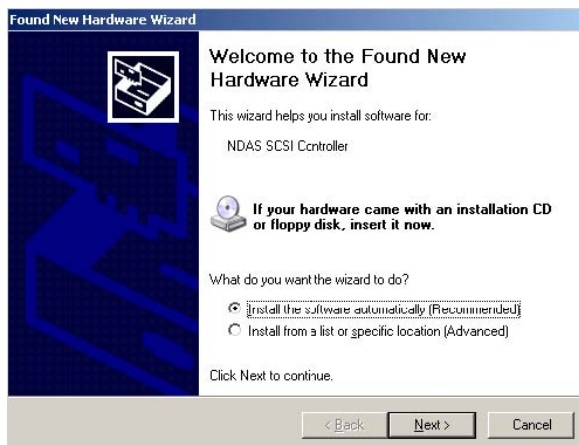 Found New Hardware Wizard
Welcome to the Found New
Hardware Wizard
This wizard helps you install software for:
NDAS SCSI Controller
If your hardware came with an installation CD
or floppy disk, insert it now.
What do you want the wizard to do?
Install the software automatically (Recommended)
Install from a list or specific location (Advanced)
Click Next to continue.
< Back Next > Cancel